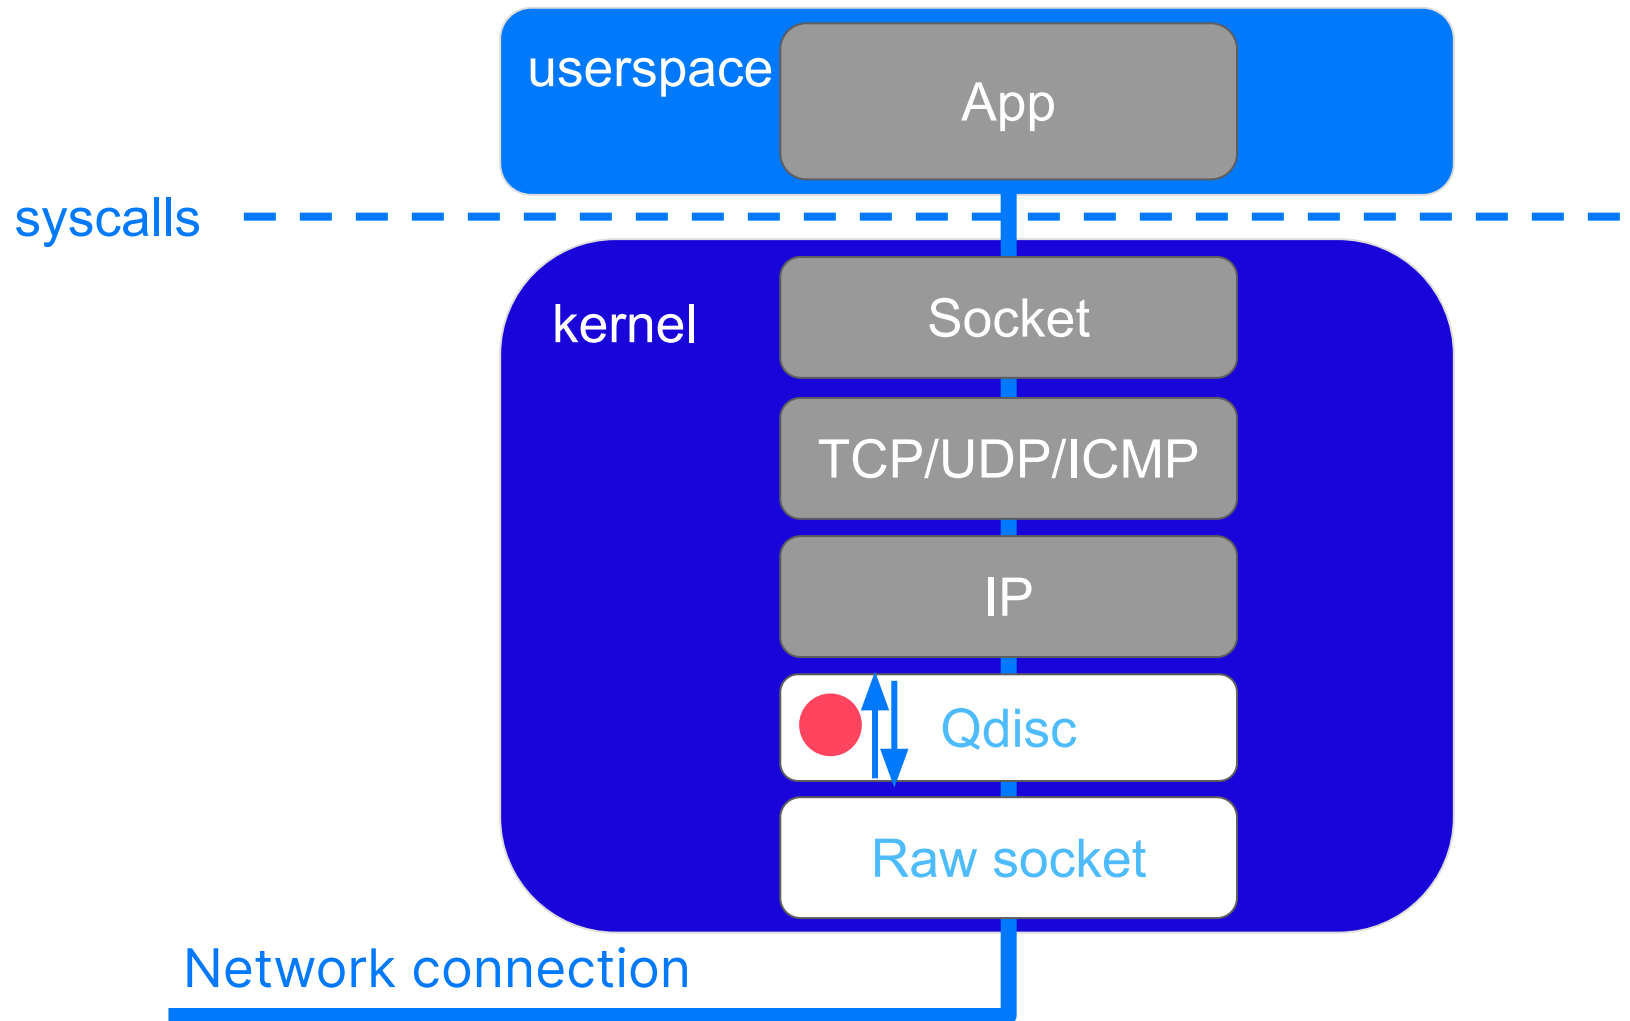 userspace
App
syscalls
kernel
Socket
TCP/UDP/ICMP
IP
Qdisc
Raw socket
Network connection